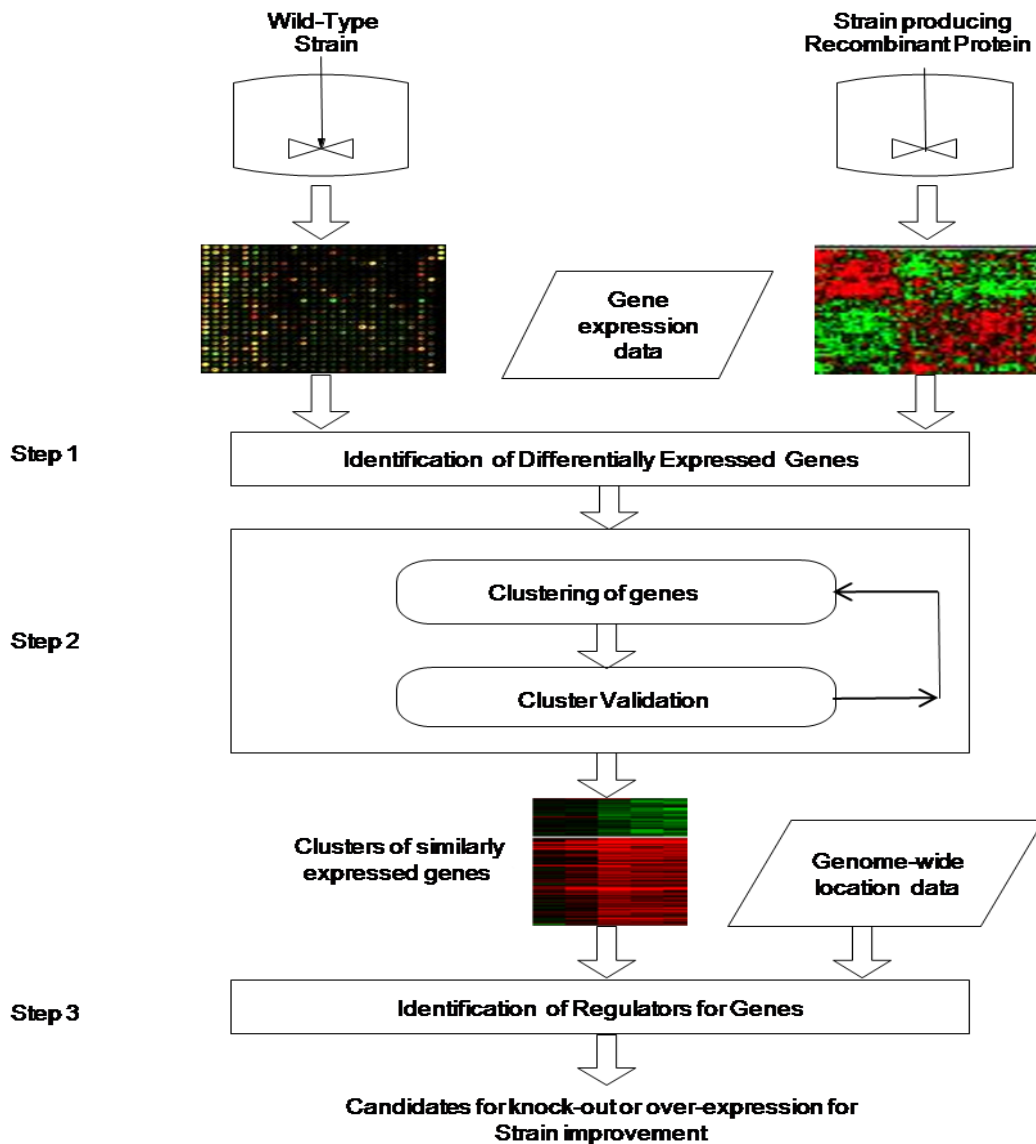 Wild-Type
Strain
Strain producing
Recombinant Protein
Gene
expression
data
Step 1
Identification of Differentially Expressed Genes
Step 2
Clustering of genes
Cluster Validation
Clusters of similarly
expressed genes
Genome-wide
location data
Step 3
Identification of Regulators for Genes
Candidates for knock-out or over-expression for
Strain improvement